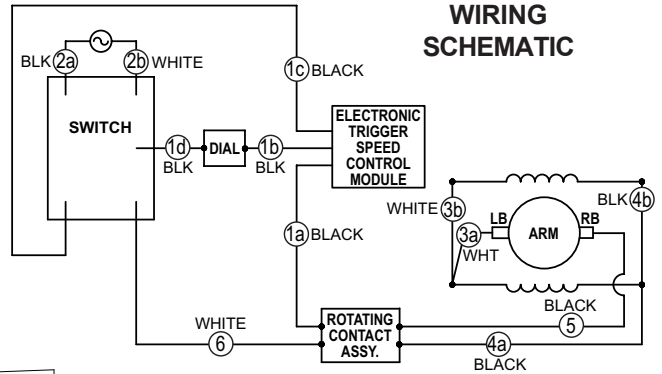 WIRING
SCHEMATIC
BLK 2a
2b WHITE
1c BLACK
SWITCH
1d
BLK
DIAL
1b
BLK
ELECTRONIC
TRIGGER
SPEED
CONTROL
MODULE
WHITE 3b
BLK 4b
LB
RB
3a
WHT
ARM
1a BLACK
BLACK
5
WHITE
6
ROTATING
CONTACT
ASSY.
4a
BLACK